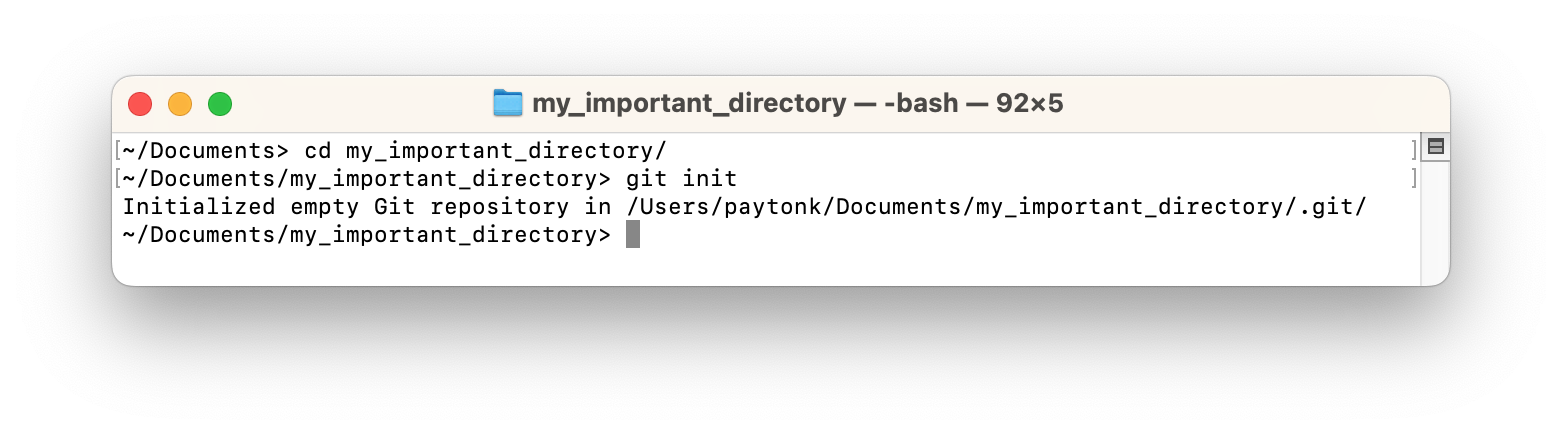 my_important_directory — -bash — 92×5
[~/Documents> cd my_important_directory/ ]
[~/Documents/my_important_directory> git init ]
Initialized empty Git repository in /Users/paytonk/Documents/my_important_directory/.git/
~/Documents/my_important_directory>